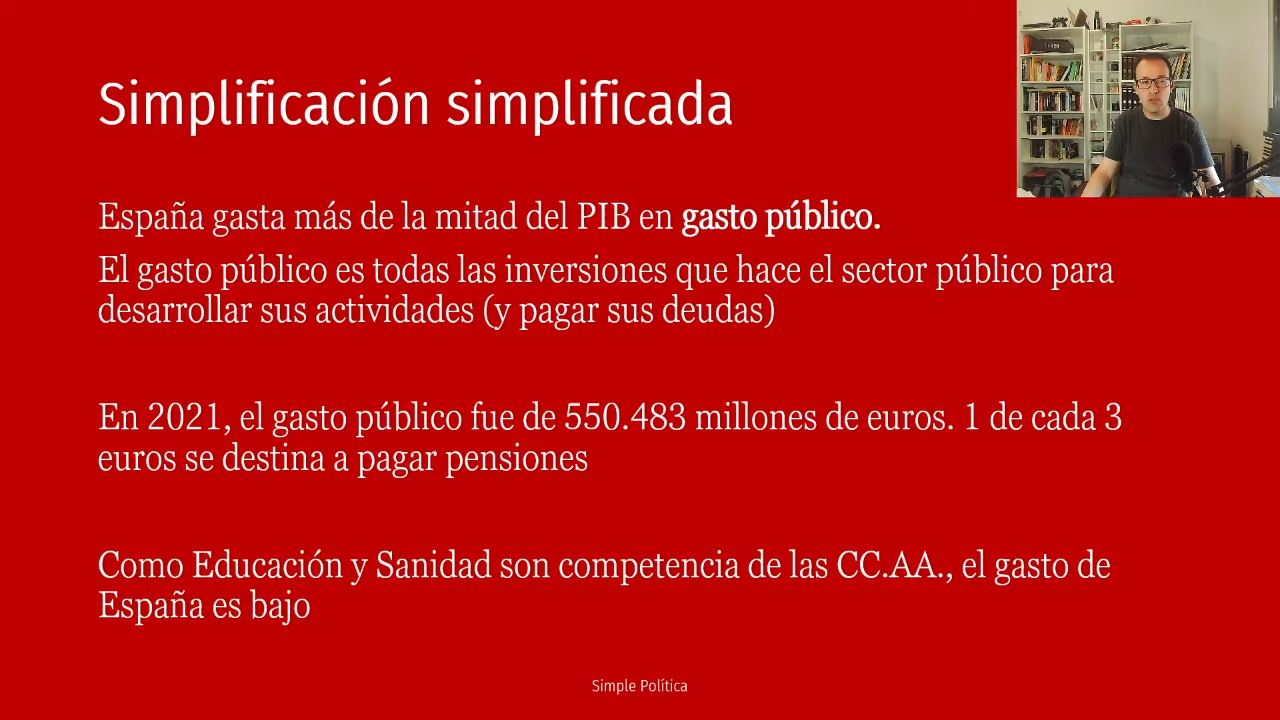 Simplificación simplificada
España gasta más de la mitad del PIB en gasto público.
El gasto público es todas las inversiones que hace el sector público para
desarrollar sus actividades (y pagar sus deudas)
En 2021, el gasto público fue de 550.483 millones de euros. 1 de cada 3
euros se destina a pagar pensiones
Como Educación y Sanidad son competencia de las CC.AA., el gasto de
España es bajo
Simple Política